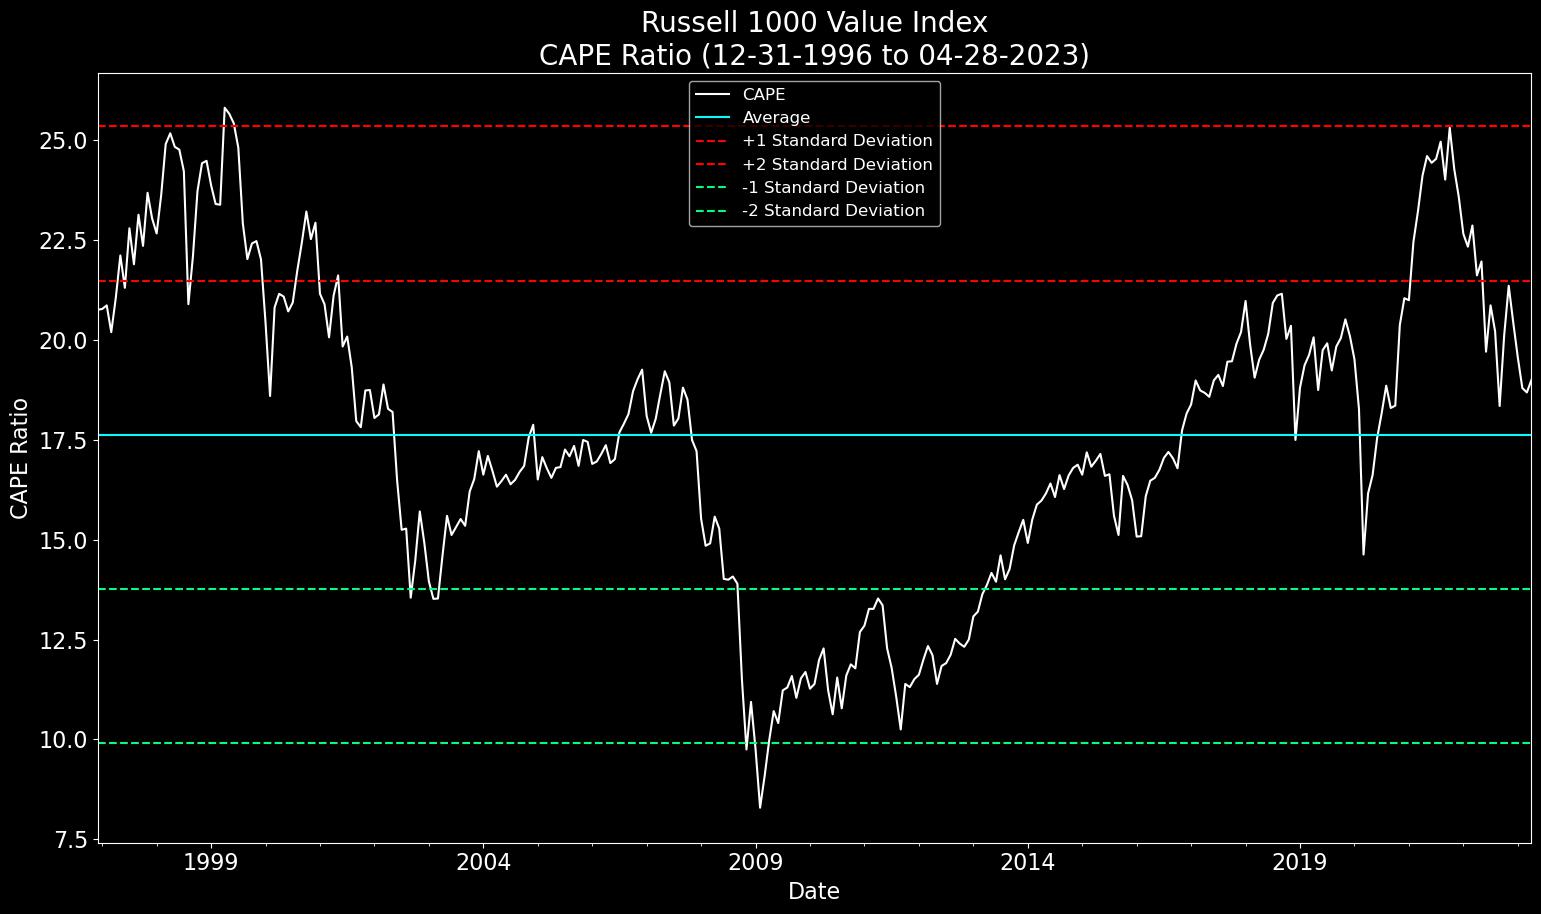 Russell 1000 Value Index
CAPE Ratio (12-31-1996 to 04-28-2023)
CAPE
Average
+1 Standard Deviation
+2 Standard Deviation
-1 Standard Deviation
-2 Standard Deviation
CAPE Ratio
25.0
22.5
20.0
17.5
15.0
12.5
10.0
7.5
1999
2004
2009
2014
2019
Date